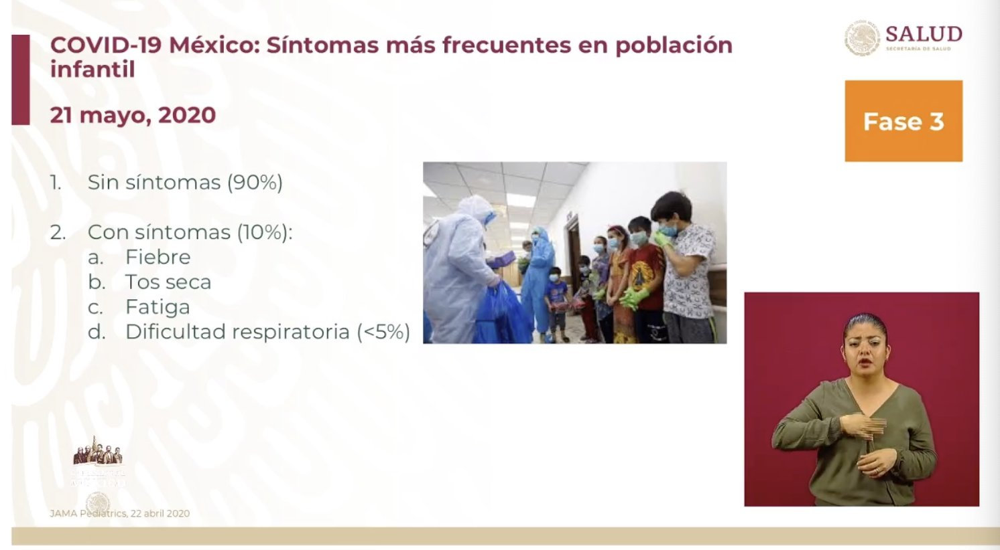 COVID-19 México: Síntomas más frecuentes en población
infantil
21 mayo, 2020
SALUD
SECRETARÍA DE SALUD
Fase 3
1. Sin síntomas (90%)
2. Con síntomas (10%):
a. Fiebre
b. Tos seca
c. Fatiga
d. Dificultad respiratoria (<5%)
JAMA Pediatrics, 22 abril 2020